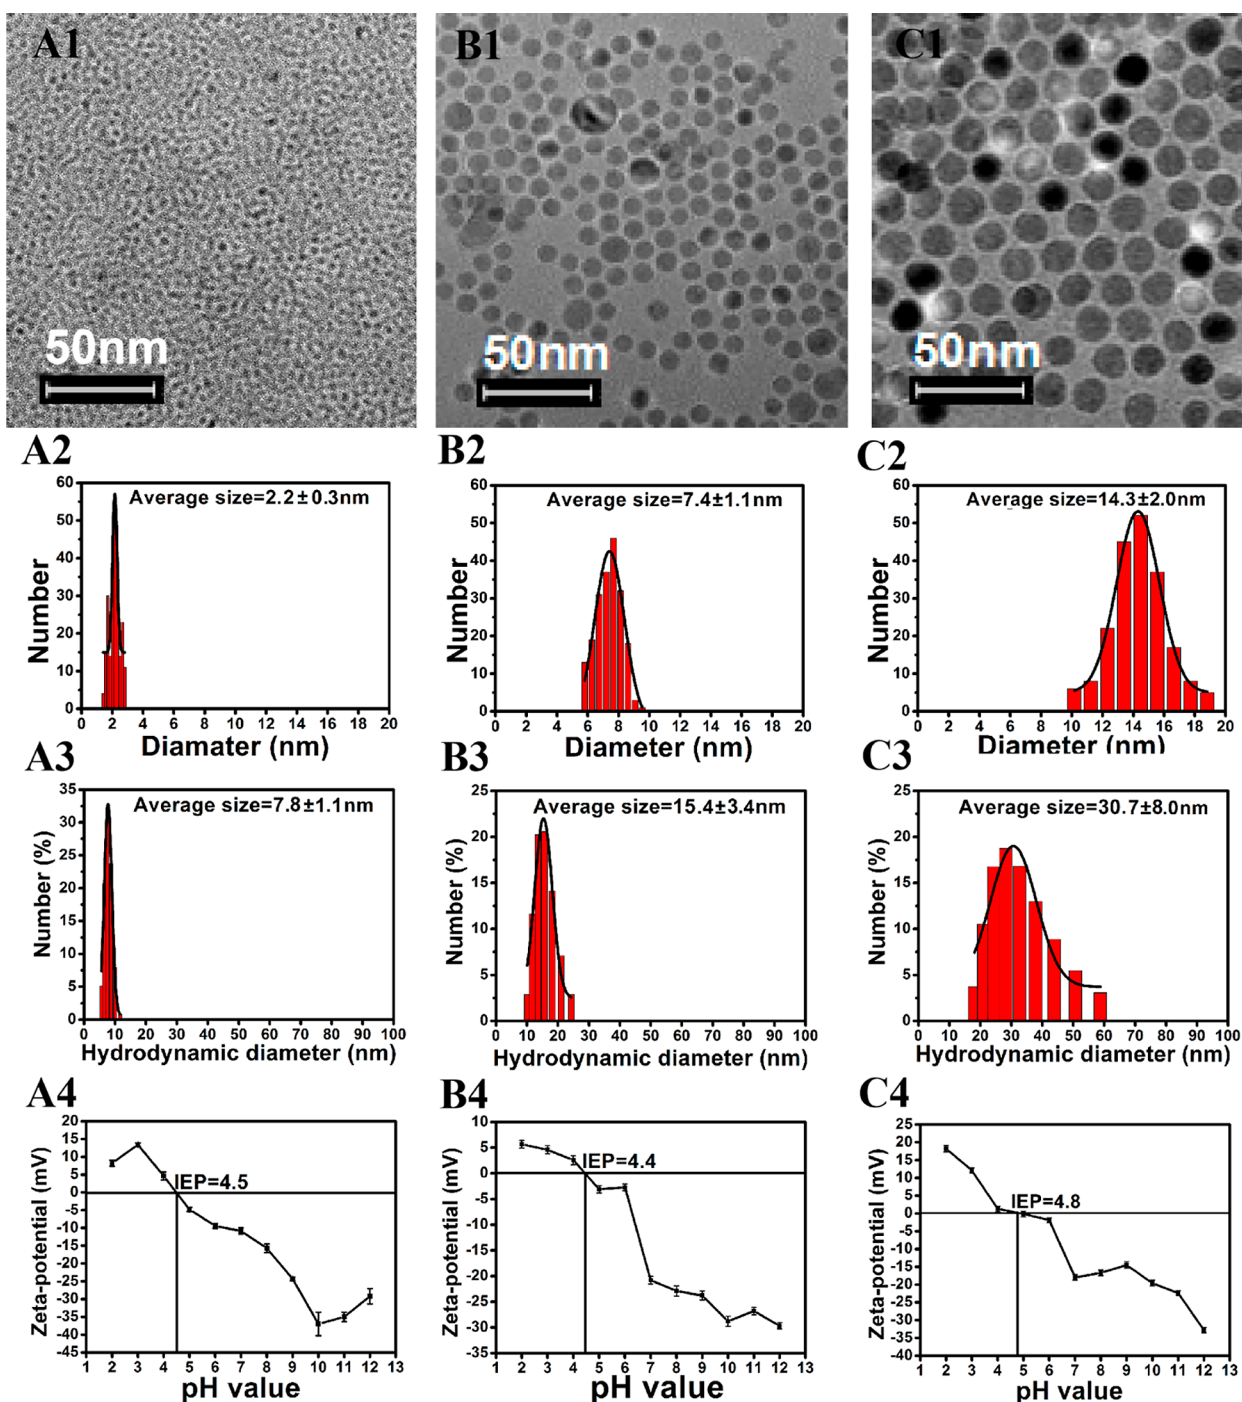 A1 B1 C1
50nm 50nm 50nm
A2 B2 C2
Average size=2.2±0.3nm
60
50
40
30
20
10
0
Number
0 2 4 6 8 10 12 14 16 18 20
Diamater (nm)
Average size=7.4±1.1nm
60
50
40
30
20
10
0
Number
0 2 4 6 8 10 12 14 16 18 20
Diameter (nm)
Average size=14.3±2.0nm
60
50
40
30
20
10
0
Number
0 2 4 6 8 10 12 14 16 18 20
Diameter (nm)
A3 B3 C3
Average size=7.8±1.1nm
35
30
25
20
15
10
5
0
Number (%)
0 10 20 30 40 50 60 70 80 90 100
Hydrodynamic diameter (nm)
Average size=15.4±3.4nm
25
20
15
10
5
0
Number (%)
0 10 20 30 40 50 60 70 80 90 100
Hydrodynamic diameter (nm)
Average size=30.7±8.0nm
25
20
15
10
5
0
Number (%)
0 10 20 30 40 50 60 70 80 90 100
Hydrodynamic diameter (nm)
A4 B4 C4
20
15
10
5
0
-5
-10
-15
-20
-25
-30
-35
-40
-45
Zeta-potential (mV)
IEP=4.5
1 2 3 4 5 6 7 8 9 10 11 12 13
pH value
10
5
0
-5
-10
-15
-20
-25
-30
-35
Zeta-potential (mV)
IEP=4.4
1 2 3 4 5 6 7 8 9 10 11 12 13
pH value
25
20
15
10
5
0
-5
-10
-15
-20
-25
-30
-35
-40
Zeta-potential (mV)
IEP=4.8
1 2 3 4 5 6 7 8 9 10 11 12 13
pH value